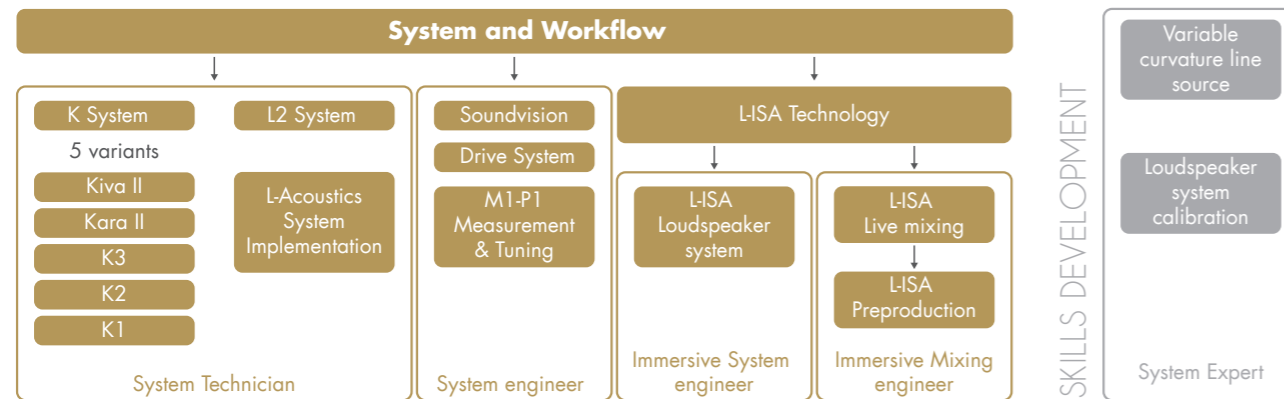 System and Workflow
K System
5 variants
Kiva II
Kara II
K3
K2
K1
L2 System
L-Acoustics
System
Implementation
System Technician
Soundvision
Drive System
M1-P1
Measurement
& Tuning
System engineer
L-ISA Technology
L-ISA
Loudspeaker
system
Immersive System
engineer
L-ISA
Live mixing
L-ISA
Preproduction
Immersive Mixing
engineer
SKILLS DEVELOPMENT
Variable
curvature line
source
Loudspeaker
system
calibration
System Expert